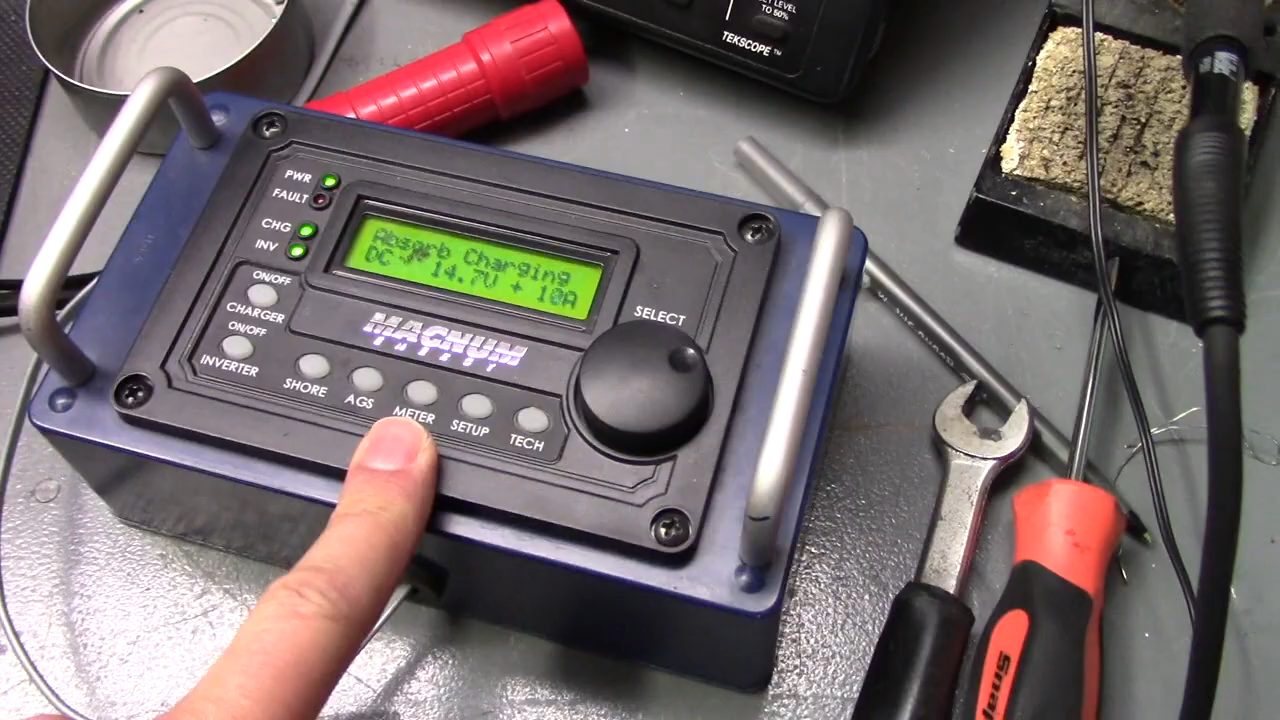 TO 50%
TEKSCOPE™
PWR
FAULT
CHG
INV
Absorb Charging
DC 14.7V + 10A
ON/OFF
CHARGER
ON/OFF
INVERTER
MAGNUM
SELECT
SHORE
AGS
METER
SETUP
TECH